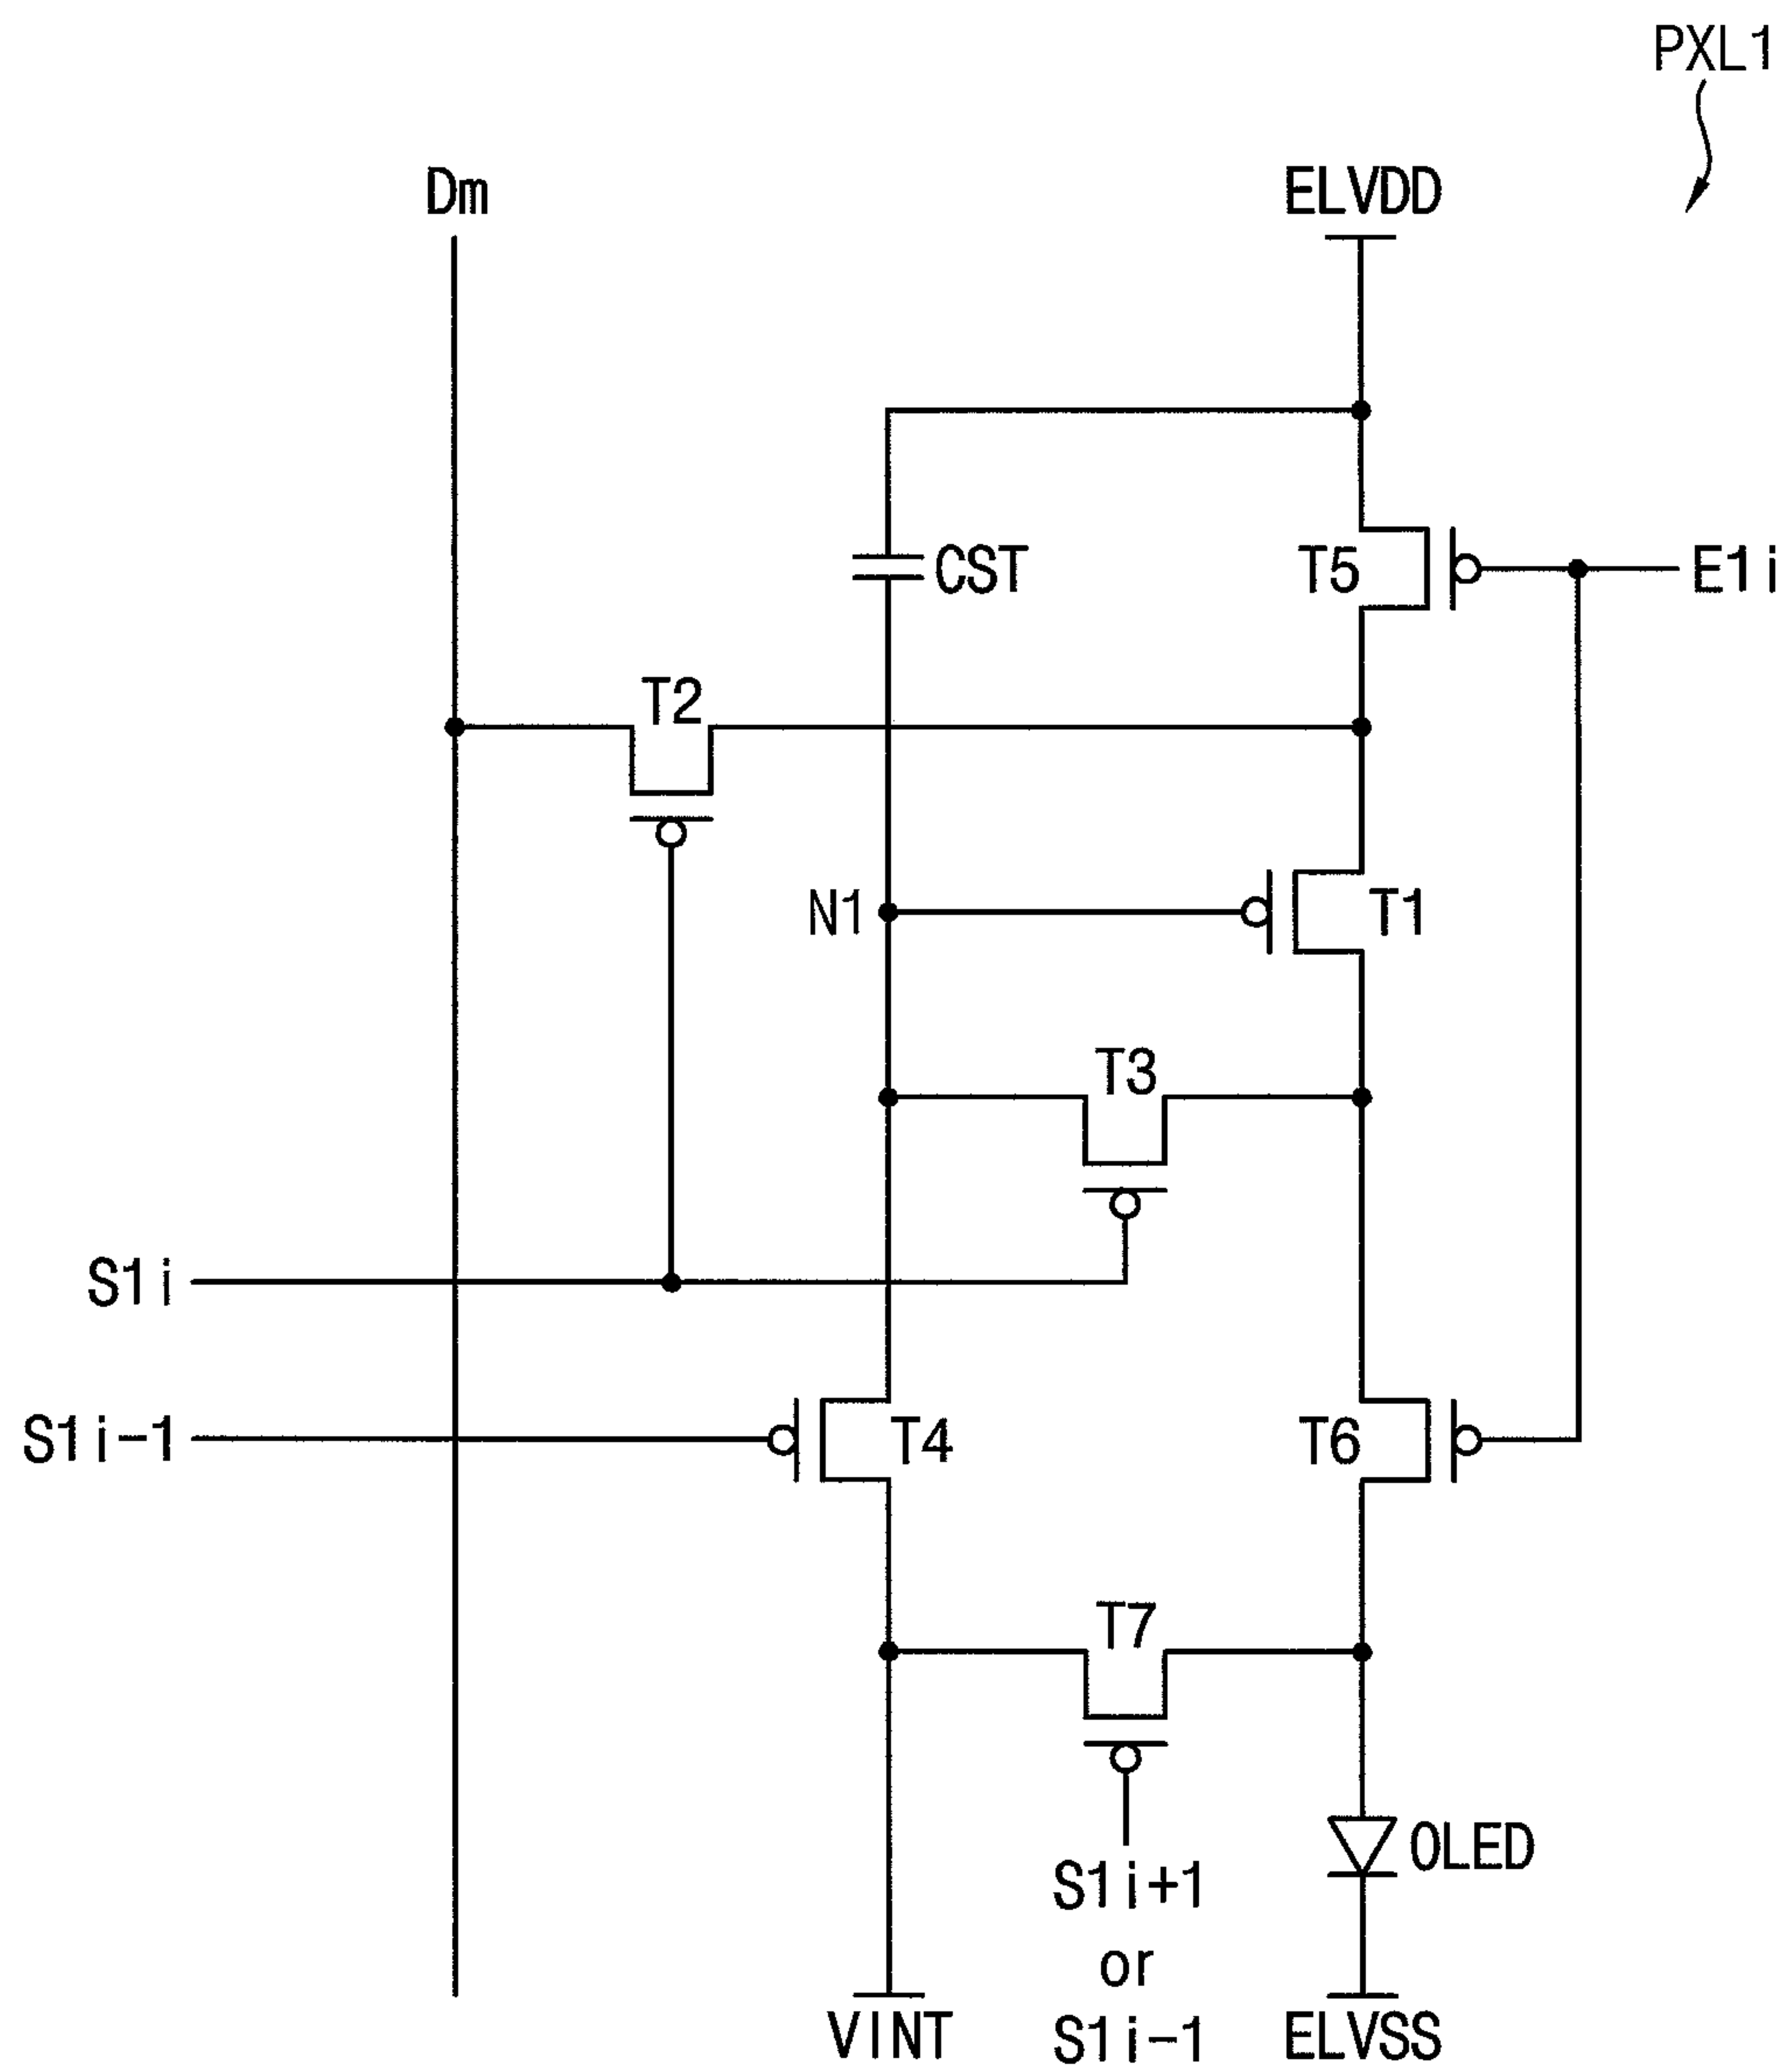 PXL1
Dm
ELVDD
CST
T5
E1i
T2
N1
T1
T3
S1i
S1i-1
T4
T6
T7
OLED
S1i+1
or
S1i-1
VINT
ELVSS